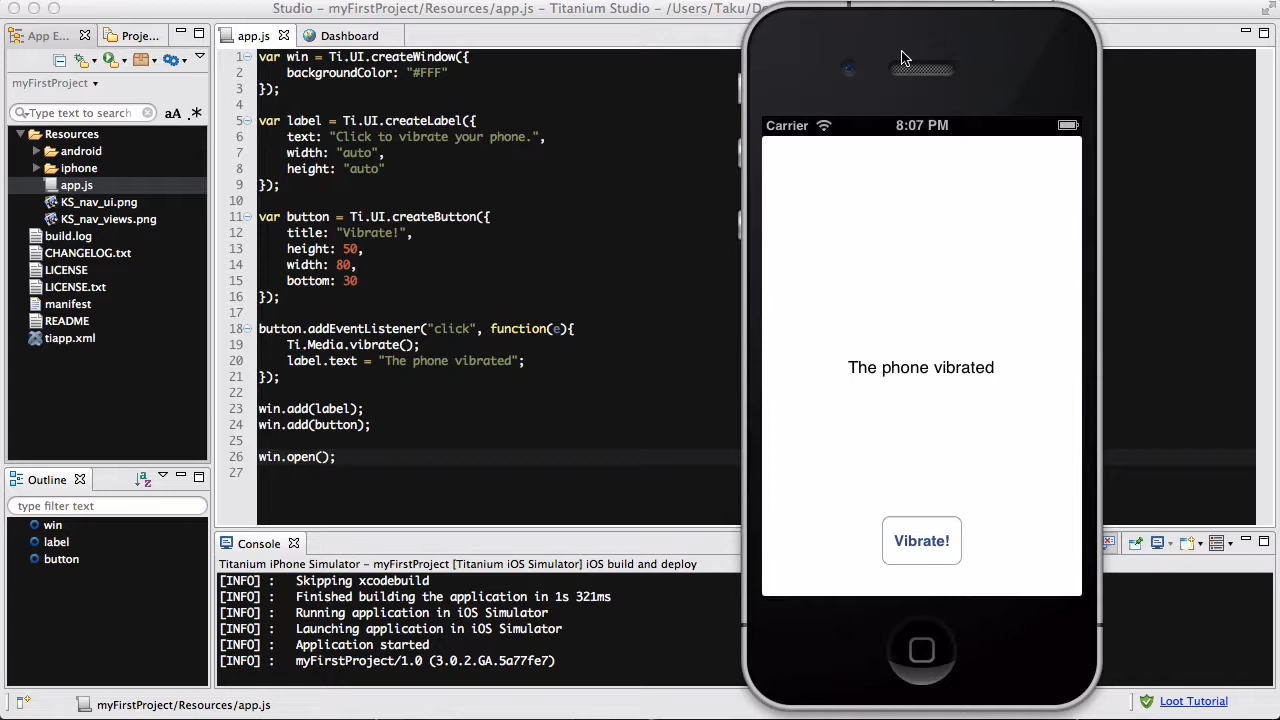 Studio - myFirstProject/Resources/app.js - Titanium Studio - /Users/Taku/Do
App E...
Proje...
app.js
Dashboard
myFirstProject
Type text to search
aA .*
Resources
android
iphone
app.js
KS_nav_ui.png
KS_nav_views.png
build.log
CHANGELOG.txt
LICENSE
LICENSE.txt
manifest
README
tiapp.xml
1 var win = Ti.UI.createWindow({
2 backgroundColor: "#FFF"
3 });
4
5 var label = Ti.UI.createLabel({
6 text: "Click to vibrate your phone.",
7 width: "auto",
8 height: "auto"
9 });
10
11 var button = Ti.UI.createButton({
12 title: "Vibrate!",
13 height: 50,
14 width: 80,
15 bottom: 30
16 });
17
18 button.addEventListener("click", function(e){
19 Ti.Media.vibrate();
20 label.text = "The phone vibrated";
21 });
22
23 win.add(label);
24 win.add(button);
25
26 win.open();
27
Carrier 8:07 PM
The phone vibrated
Vibrate!
Outline
type filter text
win
label
button
Console
Titanium iPhone Simulator - myFirstProject [Titanium iOS Simulator] iOS build and deploy
[INFO] : Skipping xcodebuild
[INFO] : Finished building the application in 1s 321ms
[INFO] : Running application in iOS Simulator
[INFO] : Launching application in iOS Simulator
[INFO] : Application started
[INFO] : myFirstProject/1.0 (3.0.2.GA.5a77fe7)
myFirstProject/Resources/app.js
Loot Tutorial